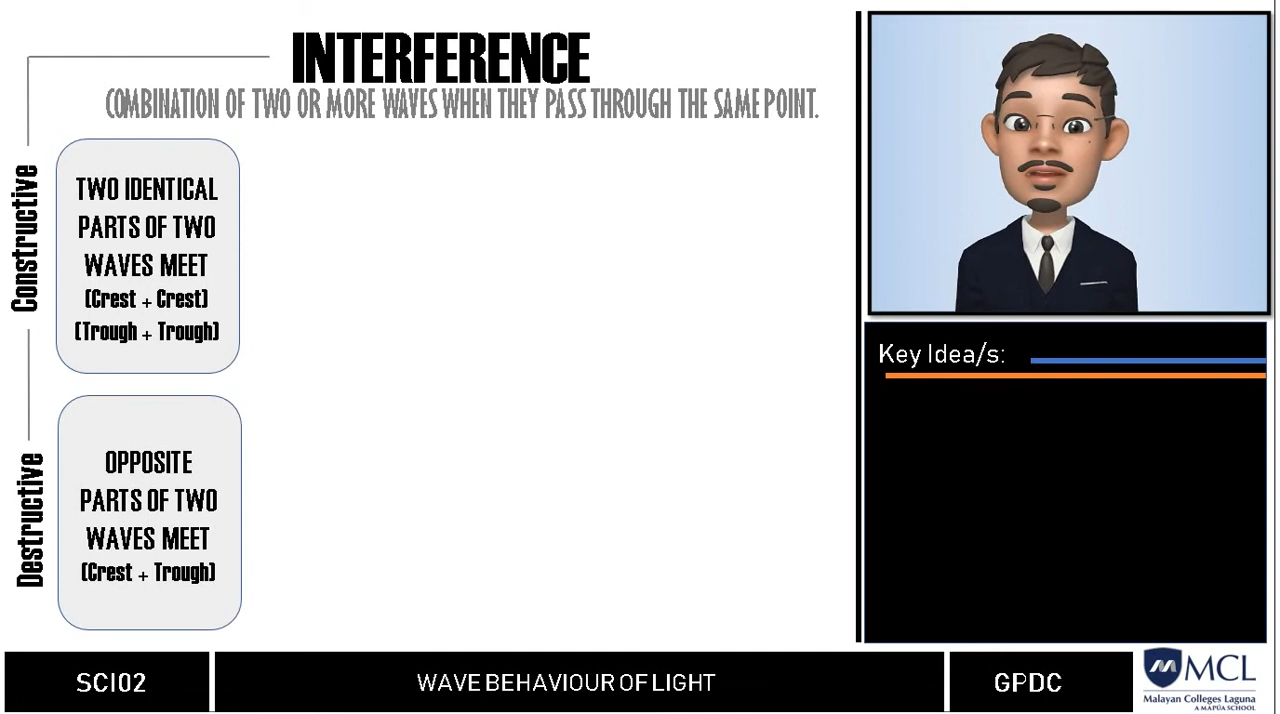 INTERFERENCE
COMBINATION OF TWO OR MORE WAVES WHEN THEY PASS THROUGH THE SAME POINT.
Constructive
TWO IDENTICAL
PARTS OF TWO
WAVES MEET
(Crest + Crest)
(Trough + Trough)
Destructive
OPPOSITE
PARTS OF TWO
WAVES MEET
(Crest + Trough)
Key Idea/s:
SCI02
WAVE BEHAVIOUR OF LIGHT
GPDC
MCL
Malayan Colleges Laguna
A MAPÚA SCHOOL